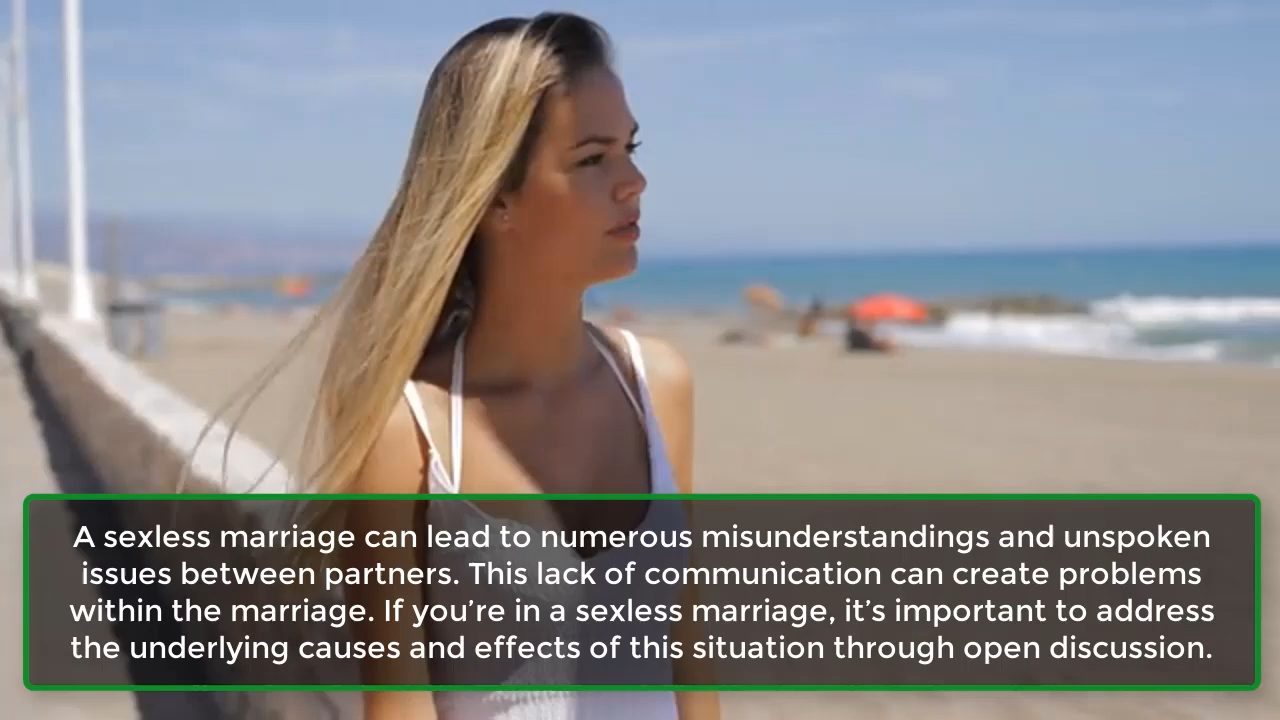 A sexless marriage can lead to numerous misunderstandings and unspoken
issues between partners. This lack of communication can create problems
within the marriage. If you’re in a sexless marriage, it’s important to address
the underlying causes and effects of this situation through open discussion.